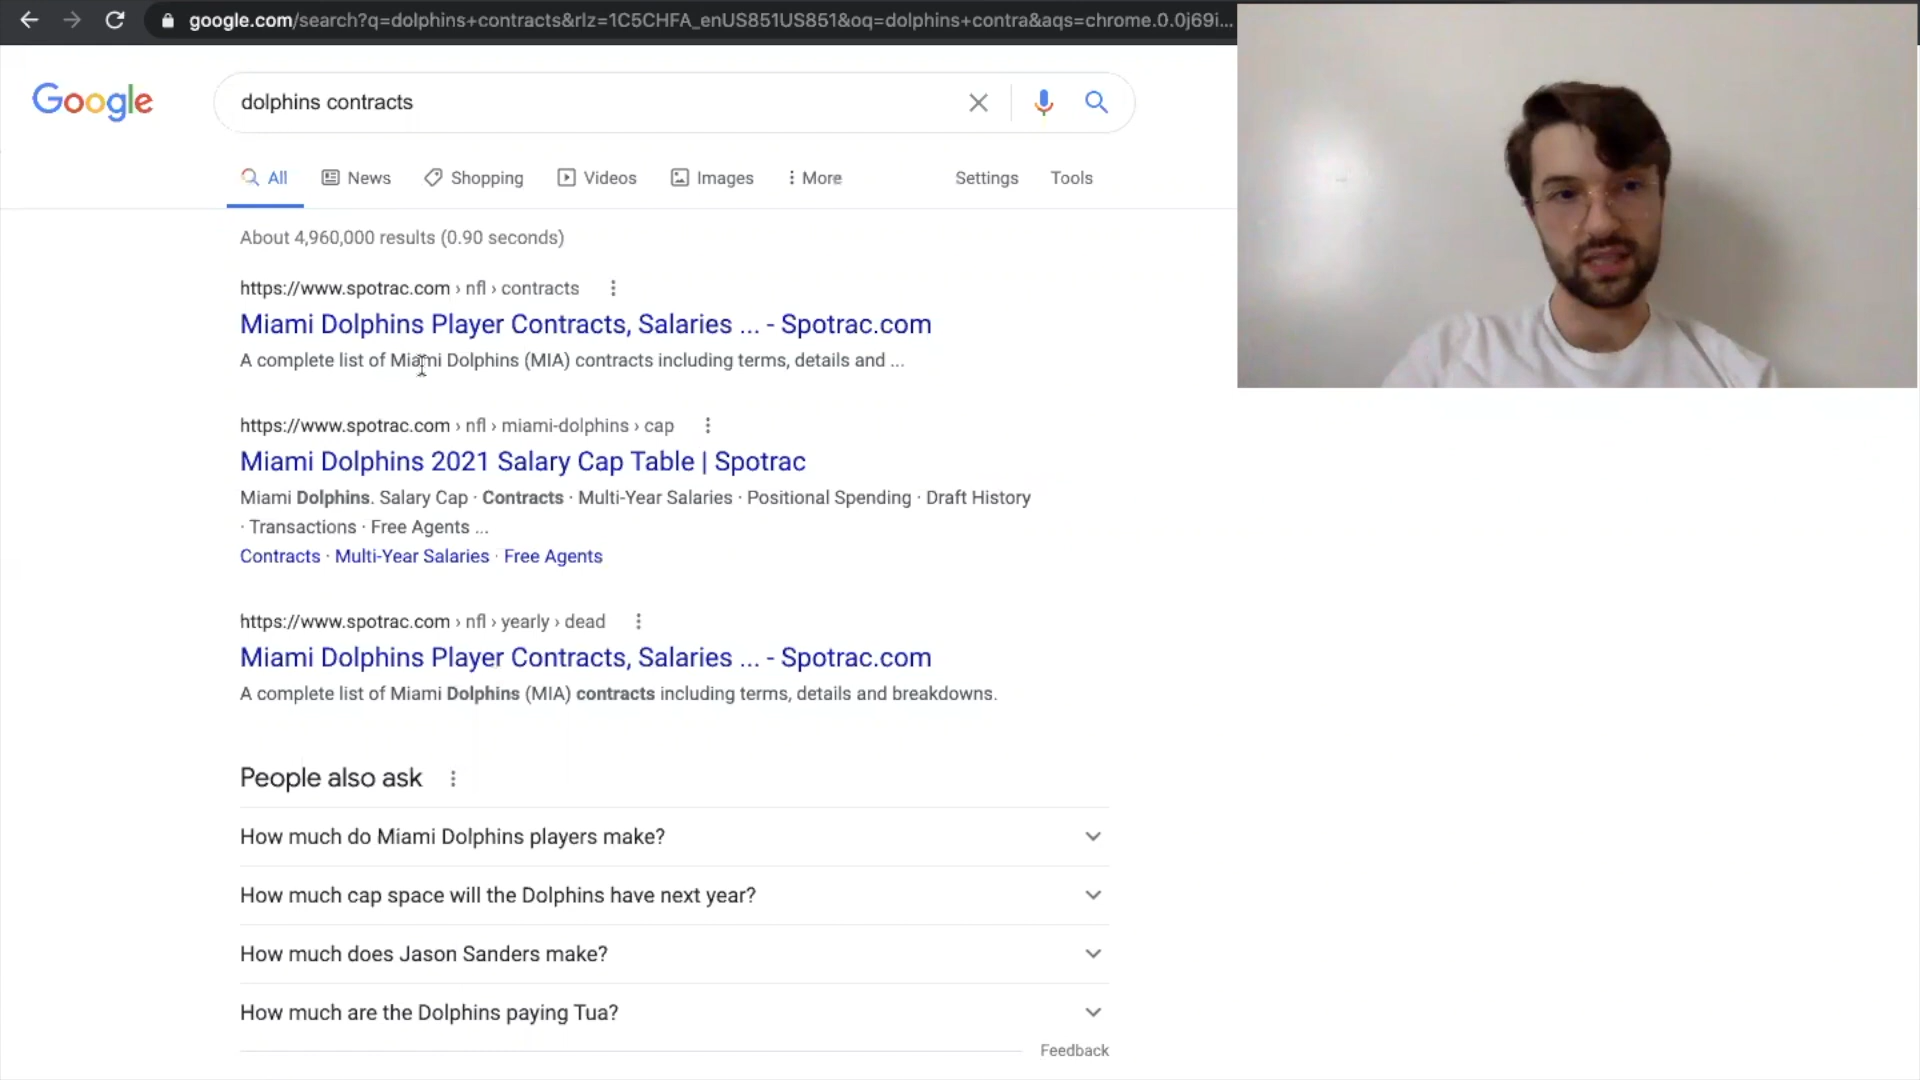 google.com/search?q=dolphins+contracts&rlz=1C5CHFA_enUS851US851&oq=dolphins+contra&aqs=chrome.0.0j69i...
Google
dolphins contracts
All News Shopping Videos Images More Settings Tools
About 4,960,000 results (0.90 seconds)
https://www.spotrac.com › nfl › contracts
Miami Dolphins Player Contracts, Salaries ... - Spotrac.com
A complete list of Miami Dolphins (MIA) contracts including terms, details and ...
https://www.spotrac.com › nfl › miami-dolphins › cap
Miami Dolphins 2021 Salary Cap Table | Spotrac
Miami Dolphins. Salary Cap · Contracts · Multi-Year Salaries · Positional Spending · Draft History
· Transactions · Free Agents ...
Contracts · Multi-Year Salaries · Free Agents
https://www.spotrac.com › nfl › yearly › dead
Miami Dolphins Player Contracts, Salaries ... - Spotrac.com
A complete list of Miami Dolphins (MIA) contracts including terms, details and breakdowns.
People also ask
How much do Miami Dolphins players make?
How much cap space will the Dolphins have next year?
How much does Jason Sanders make?
How much are the Dolphins paying Tua?
Feedback